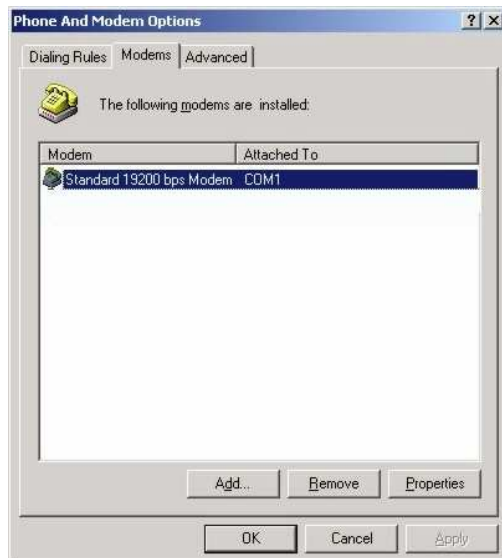 Phone And Modem Options
Dialing Rules Modems Advanced
The following modems are installed:
Modem Attached To
Standard 19200 bps Modem COM1
Add... Remove Properties
OK Cancel Apply